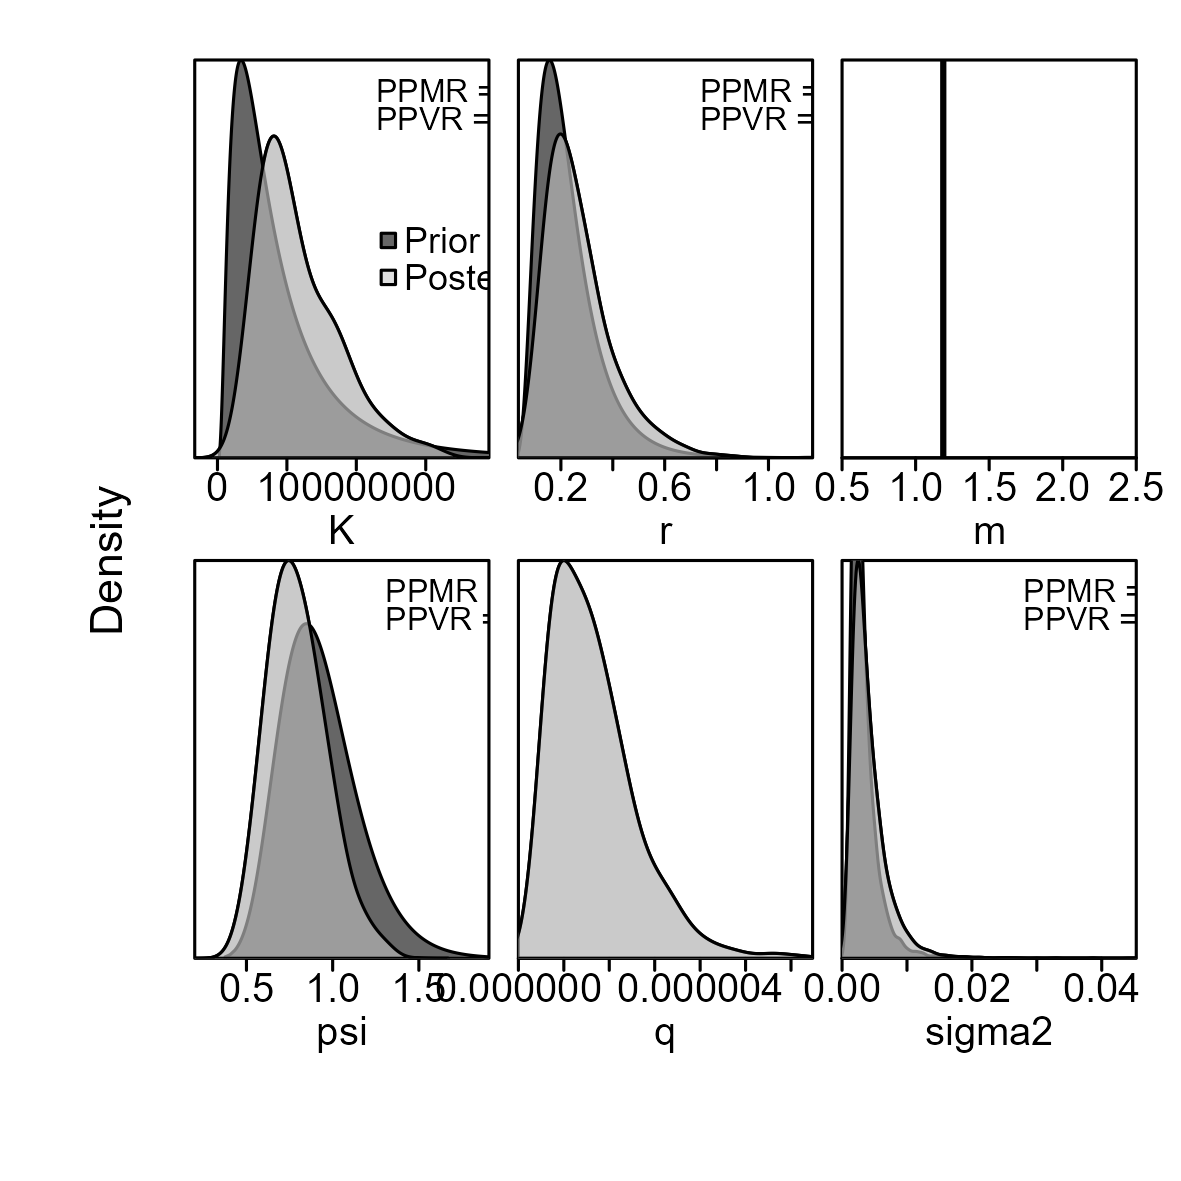 PPMR =
PPVR =
Prior
Poste
0 100000000
K
PPMR =
PPVR =
0.2 0.6 1.0
r
0.5 1.0 1.5 2.0 2.5
m
Density
PPMR
PPVR =
0.5 1.0 1.5
psi
0.000000 0.000004
q
PPMR =
PPVR =
0.00 0.02 0.04
sigma2